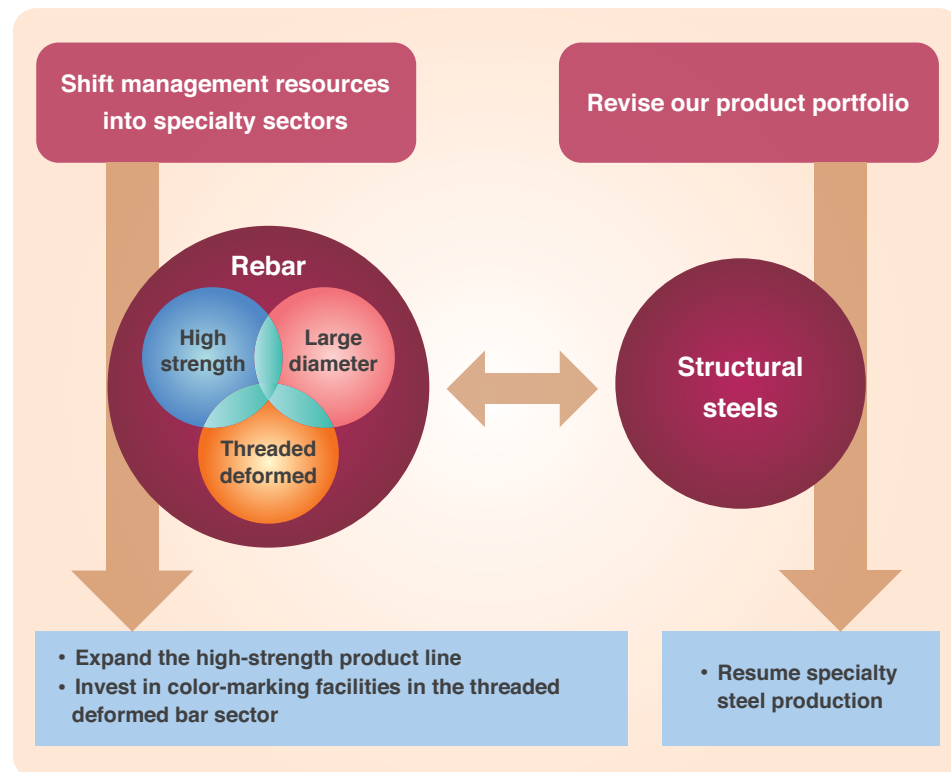 Shift management resources
into specialty sectors
Revise our product portfolio
Rebar
High
strength
Large
diameter
Threaded
deformed
Structural
steels
• Expand the high-strength product line
• Invest in color-marking facilities in the threaded
deformed bar sector
• Resume specialty
steel production